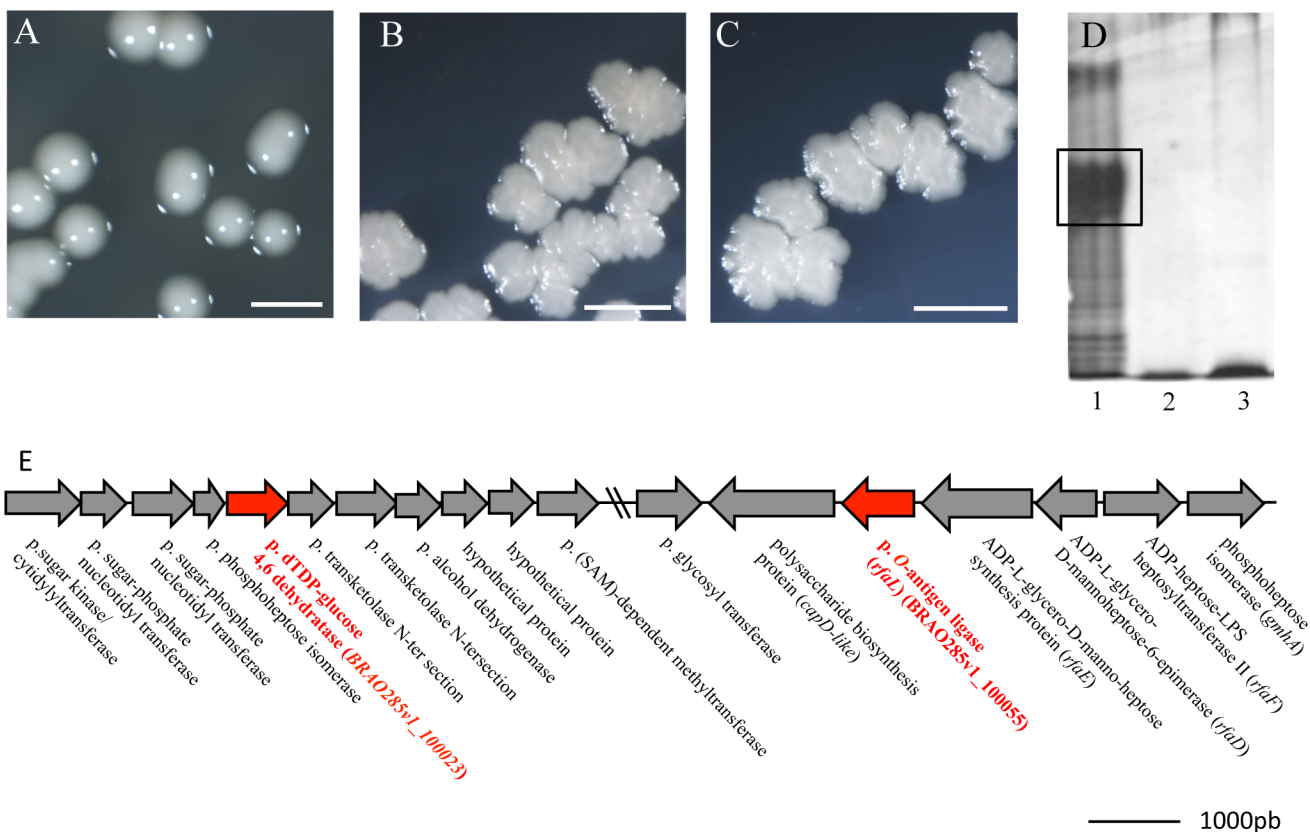 A
B
C
D
1
2
3
E
p.sugar kinase/
cytidylyltransferase
p. sugar-phosphate
nucleotidyl transferase
p. sugar-phosphate
nucleotidyl transferase
p. phosphoheptose isomerase
p. dTDP-glucose
4,6 dehydratase (BRAO285v1_100023)
p. transketolase N-ter section
p. transketolase N-tersection
p. alcohol dehydrogenase
hypothetical protein
hypothetical protein
p. (SAM)-dependent methyltransferase
p. glycosyl transferase
polysaccharide biosynthesis
protein (capD-like)
p. O-antigen ligase
(rfaL) (BRAO285v1_100055)
ADP-L-glycero-D-manno-heptose
synthesis protein (rfaE)
ADP-L-glycero-
D-mannoheptose-6-epimerase (rfaD)
ADP-heptose-LPS
heptosyltransferase II (rfaF)
phosphoheptose
isomerase (gmhA)
1000pb